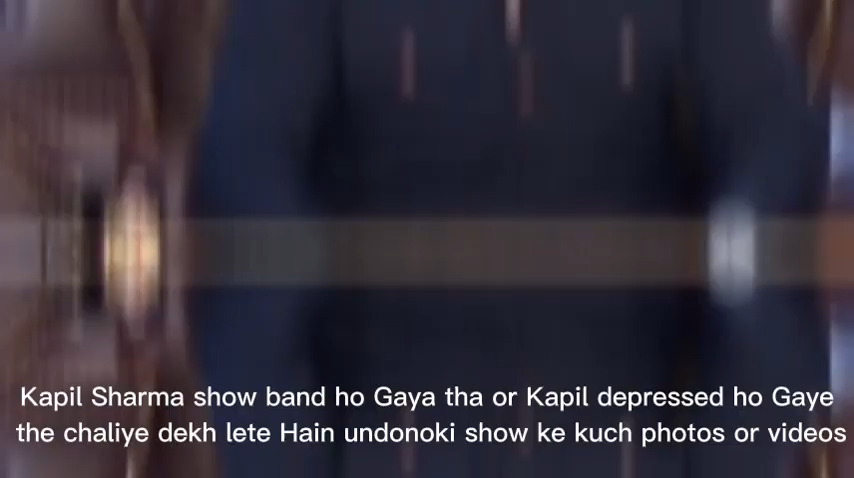 Kapil Sharma show band ho Gaya tha or Kapil depressed ho Gaye
the chaliye dekh lete Hain undonoki show ke kuch photos or videos